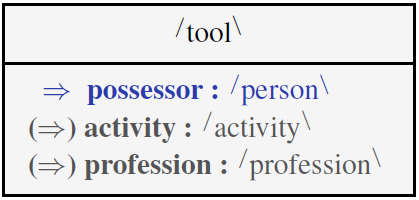 /tool\
⇒ possessor : /person\
(⇒) activity : /activity\
(⇒) profession : /profession\